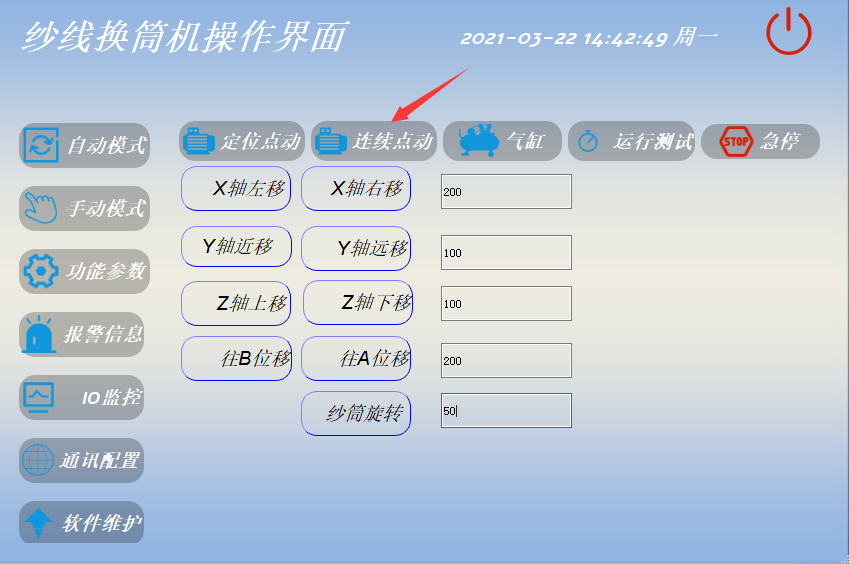 纱线换筒机操作界面
2021-03-22 14:42:49 周一
自动模式
定位点动
连续点动
气缸
运行测试
STOP 急停
手动模式
X轴左移
X轴右移
200
Y轴近移
Y轴远移
100
功能参数
Z轴上移
Z轴下移
100
报警信息
往B位移
往A位移
200
IO监控
纱筒旋转
50
通讯配置
软件维护